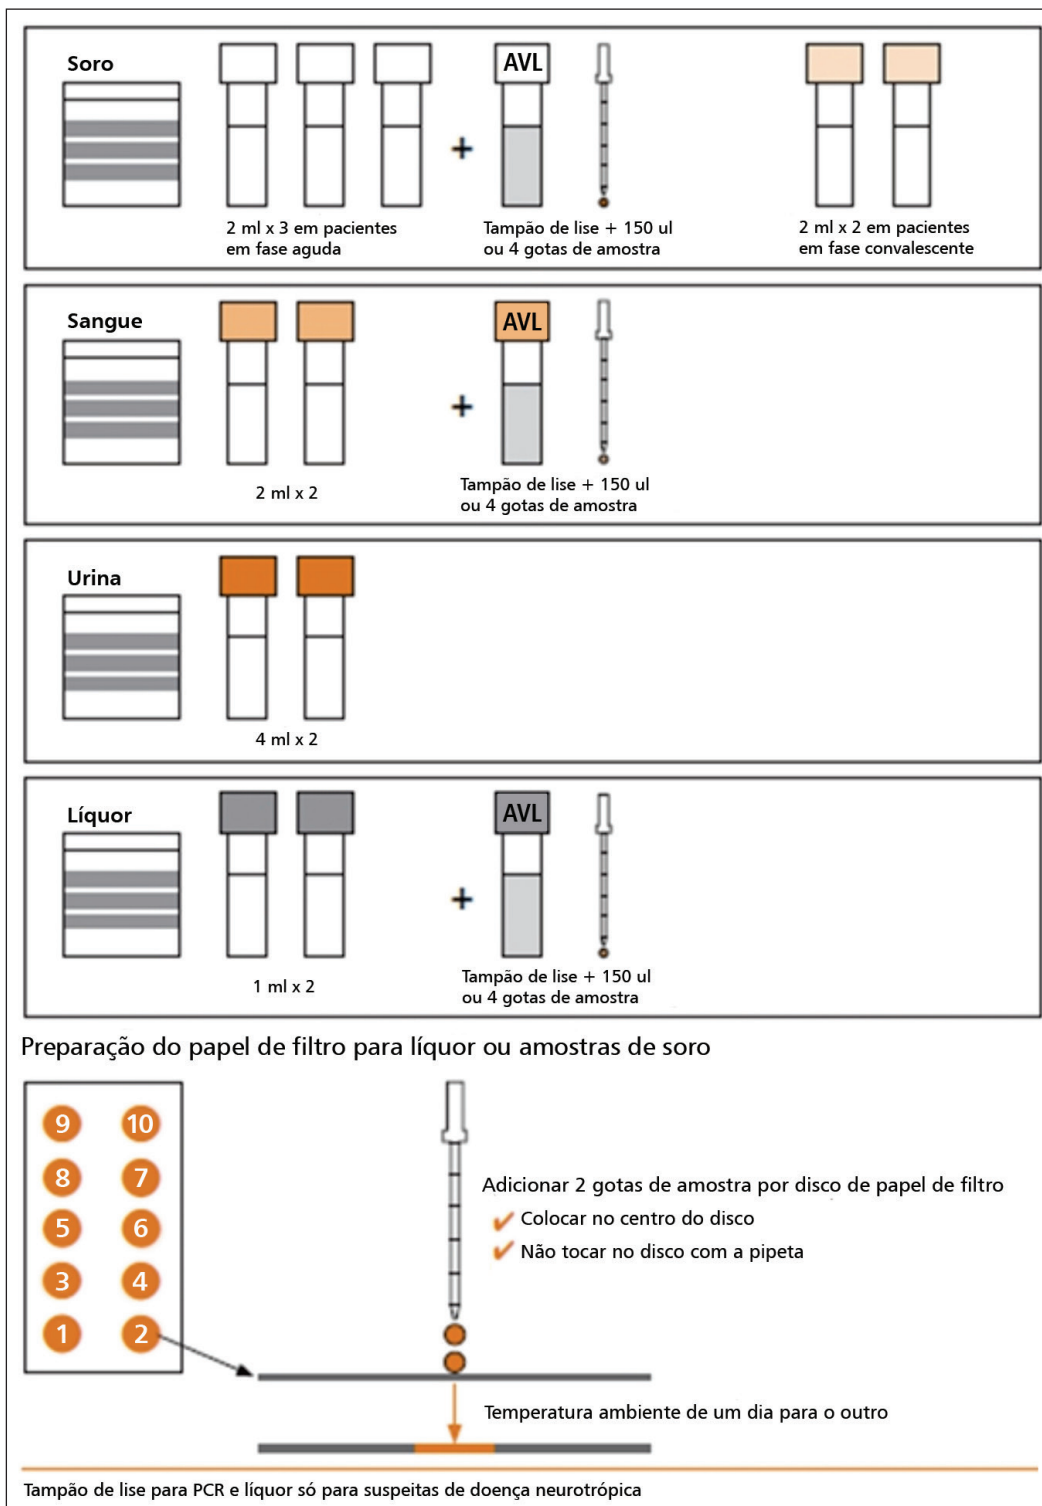 Soro
AVL
2 ml x 3 em pacientes
em fase aguda
+
Tampão de lise + 150 ul
ou 4 gotas de amostra
2 ml x 2 em pacientes
em fase convalescente
Sangue
AVL
+
2 ml x 2
Tampão de lise + 150 ul
ou 4 gotas de amostra
Urina
4 ml x 2
Líquor
AVL
+
1 ml x 2
Tampão de lise + 150 ul
ou 4 gotas de amostra
Preparação do papel de filtro para líquor ou amostras de soro
9 10
8 7
5 6
3 4
1 2
Adicionar 2 gotas de amostra por disco de papel de filtro
✓ Colocar no centro do disco
✓ Não tocar no disco com a pipeta
Temperatura ambiente de um dia para o outro
Tampão de lise para PCR e líquor só para suspeitas de doença neurotrópica